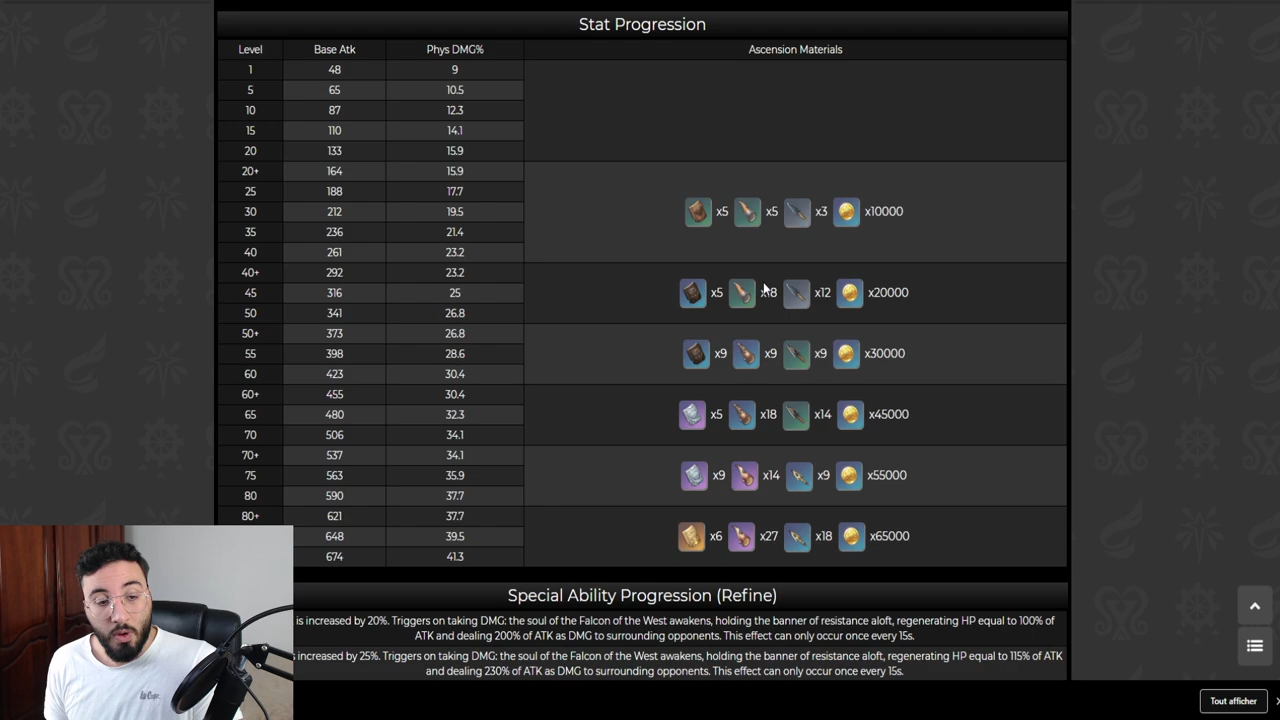 Stat Progression
Level Base Atk Phys DMG% Ascension Materials
1 48 9
5 65 10.5
10 87 12.3
15 110 14.1
20 133 15.9
20+ 164 15.9
25 188 17.7
30 212 19.5 x5 x5 x3 x10000
35 236 21.4
40 261 23.2
40+ 292 23.2
45 316 25 x5 x18 x12 x20000
50 341 26.8
50+ 373 26.8
55 398 28.6 x9 x9 x9 x30000
60 423 30.4
60+ 455 30.4
65 480 32.3 x5 x18 x14 x45000
70 506 34.1
70+ 537 34.1
75 563 35.9 x9 x14 x9 x55000
80 590 37.7
80+ 621 37.7
648 39.5 x6 x27 x18 x65000
674 41.3
Special Ability Progression (Refine)
is increased by 20%. Triggers on taking DMG: the soul of the Falcon of the West awakens, holding the banner of resistance aloft, regenerating HP equal to 100% of
ATK and dealing 200% of ATK as DMG to surrounding opponents. This effect can only occur once every 15s.
s increased by 25%. Triggers on taking DMG: the soul of the Falcon of the West awakens, holding the banner of resistance aloft, regenerating HP equal to 115% of ATK
and dealing 230% of ATK as DMG to surrounding opponents. This effect can only occur once every 15s.
Tout afficher